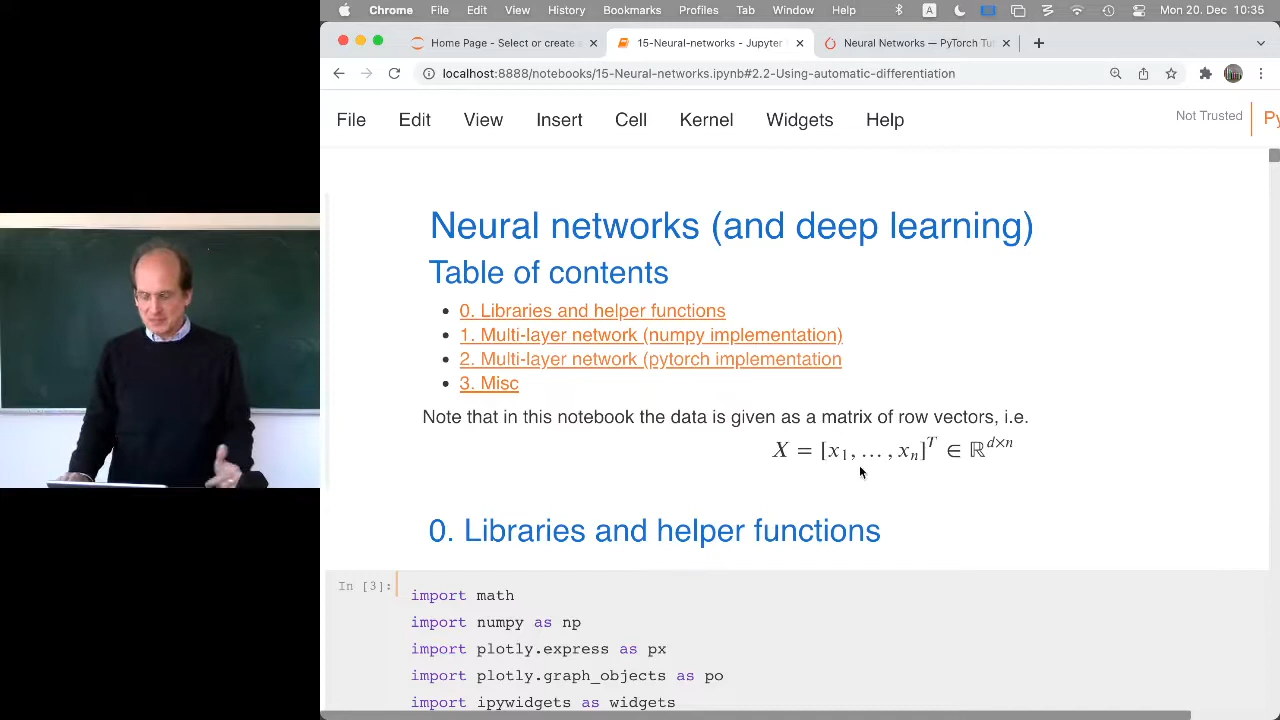 Chrome File Edit View History Bookmarks Profiles Tab Window Help A Mon 20. Dec 10:35
Home Page - Select or create a 15-Neural-networks - Jupyter Neural Networks — PyTorch Tut
localhost:8888/notebooks/15-Neural-networks.ipynb#2.2-Using-automatic-differentiation
File Edit View Insert Cell Kernel Widgets Help Not Trusted Py
Neural networks (and deep learning)
Table of contents
• 0. Libraries and helper functions
• 1. Multi-layer network (numpy implementation)
• 2. Multi-layer network (pytorch implementation
• 3. Misc
Note that in this notebook the data is given as a matrix of row vectors, i.e.
X = [x₁, … , xₙ]ᵀ ∈ ℝᵈˣⁿ
0. Libraries and helper functions
In [3]:
import math
import numpy as np
import plotly.express as px
import plotly.graph_objects as po
import ipywidgets as widgets